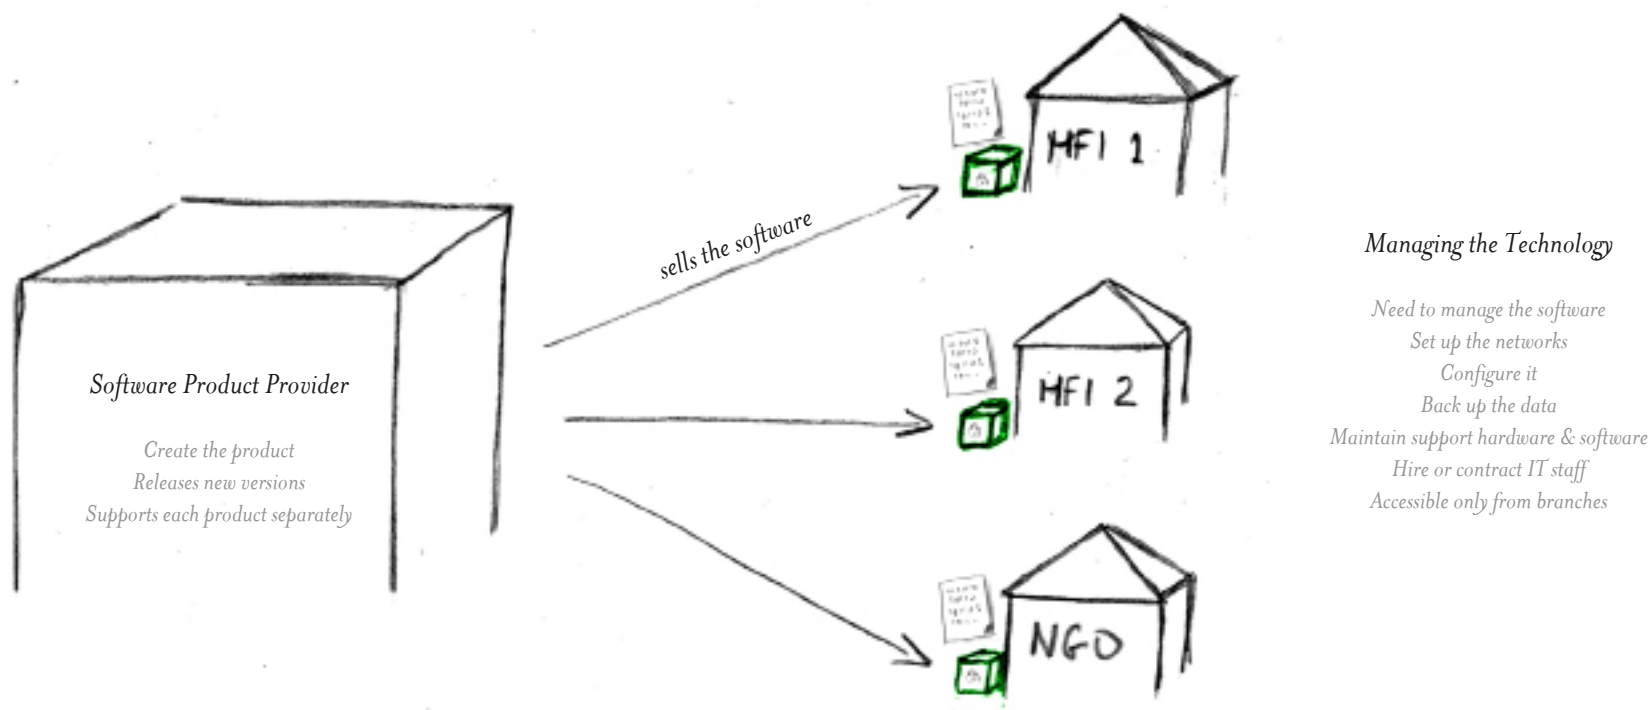 MFI 1
sells the software
Managing the Technology
Need to manage the software
Set up the networks
Configure it
Back up the data
Maintain support hardware & software
Hire or contract IT staff
Accessible only from branches
Software Product Provider
Create the product
Releases new versions
Supports each product separately
MFI 2
NGO